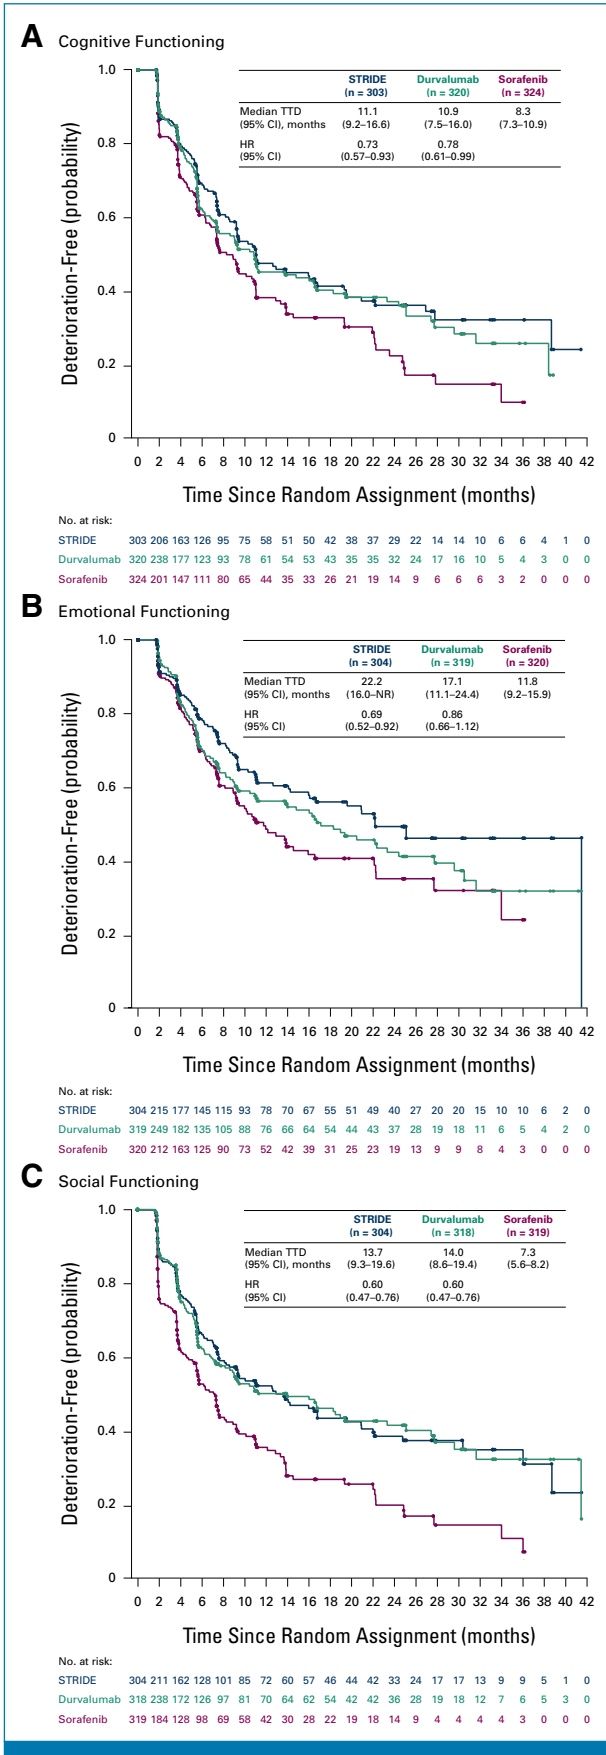 A Cognitive Functioning
STRIDE Durvalumab Sorafenib
(n = 303) (n = 320) (n = 324)
Median TTD 11.1 10.9 8.3
(95% CI), months (9.2–16.6) (7.5–16.0) (7.3–10.9)
HR 0.73 0.78
(95% CI) (0.57–0.93) (0.61–0.99)
Deterioration-Free (probability)
1.0
0.8
0.6
0.4
0.2
0
0 2 4 6 8 10 12 14 16 18 20 22 24 26 28 30 32 34 36 38 40 42
Time Since Random Assignment (months)
No. at risk:
STRIDE 303 206 163 126 95 75 58 51 50 42 38 37 29 22 14 14 10 6 6 4 1 0
Durvalumab 320 238 177 123 93 78 61 54 53 43 35 35 32 24 17 16 10 5 4 3 0 0
Sorafenib 324 201 147 111 80 65 44 35 33 26 21 19 14 9 6 6 6 3 2 0 0 0
B Emotional Functioning
STRIDE Durvalumab Sorafenib
(n = 304) (n = 319) (n = 320)
Median TTD 22.2 17.1 11.8
(95% CI), months (16.0–NR) (11.1–24.4) (9.2–15.9)
HR 0.69 0.86
(95% CI) (0.52–0.92) (0.66–1.12)
Deterioration-Free (probability)
1.0
0.8
0.6
0.4
0.2
0
0 2 4 6 8 10 12 14 16 18 20 22 24 26 28 30 32 34 36 38 40 42
Time Since Random Assignment (months)
No. at risk:
STRIDE 304 215 177 145 115 93 78 70 67 55 51 49 40 27 20 20 15 10 10 6 2 0
Durvalumab 319 249 182 135 105 88 76 66 64 54 44 43 37 28 19 18 11 6 5 4 2 0
Sorafenib 320 212 163 125 90 73 52 42 39 31 25 23 19 13 9 9 8 4 3 0 0 0
C Social Functioning
STRIDE Durvalumab Sorafenib
(n = 304) (n = 318) (n = 319)
Median TTD 13.7 14.0 7.3
(95% CI), months (9.3–19.6) (8.6–19.4) (5.6–8.2)
HR 0.60 0.60
(95% CI) (0.47–0.76) (0.47–0.76)
Deterioration-Free (probability)
1.0
0.8
0.6
0.4
0.2
0
0 2 4 6 8 10 12 14 16 18 20 22 24 26 28 30 32 34 36 38 40 42
Time Since Random Assignment (months)
No. at risk:
STRIDE 304 211 162 128 101 85 72 60 57 46 44 42 33 24 17 17 13 9 9 5 1 0
Durvalumab 318 238 172 126 97 81 70 64 62 54 42 42 36 28 19 18 12 7 6 5 3 0
Sorafenib 319 184 128 98 69 58 42 30 28 22 19 18 14 9 4 4 4 4 3 0 0 0